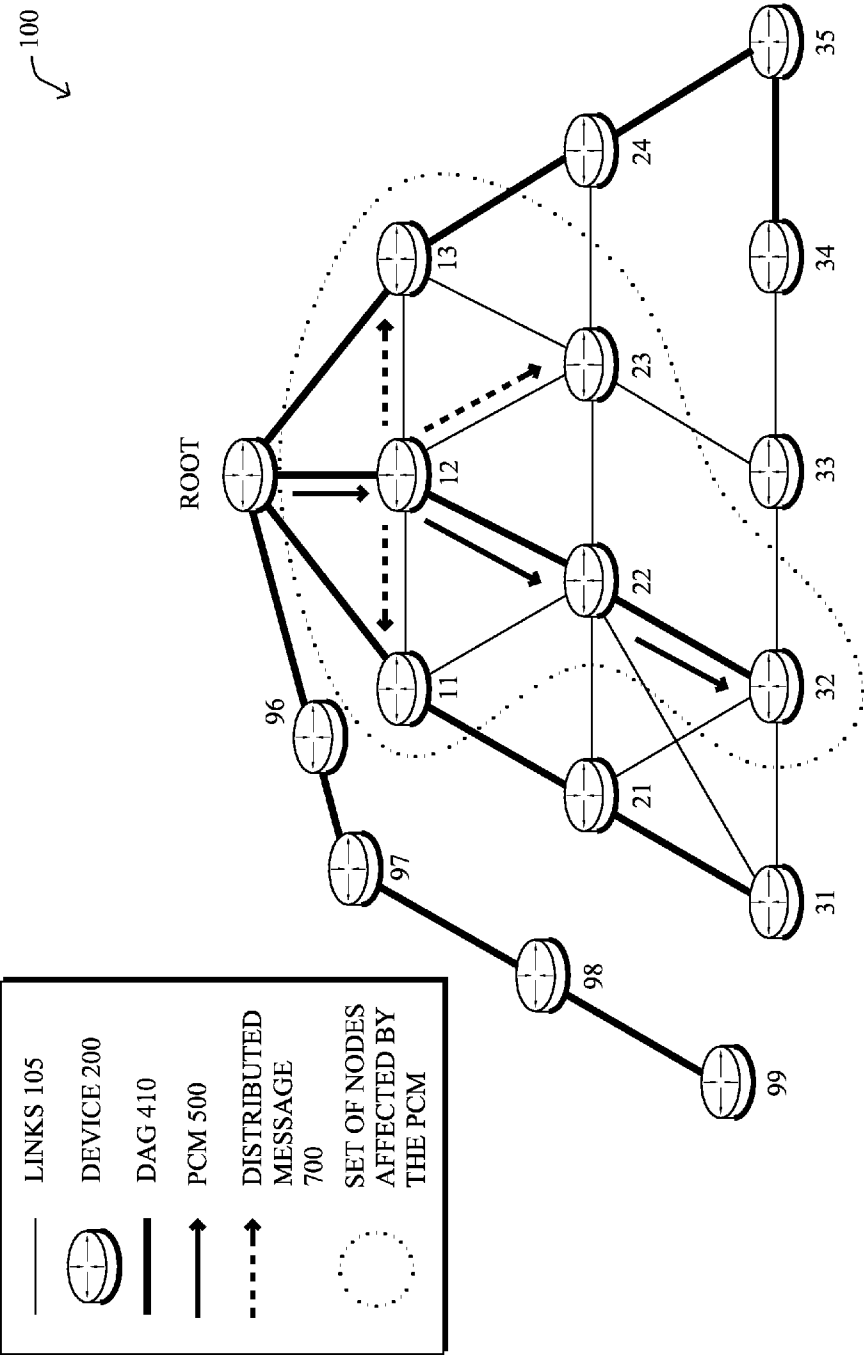 100
LINKS 105
DEVICE 200
DAG 410
PCM 500
DISTRIBUTED
MESSAGE
700
SET OF NODES
AFFECTED BY
THE PCM
ROOT
96
97
98
99
11
12
13
21
22
23
24
31
32
33
34
35